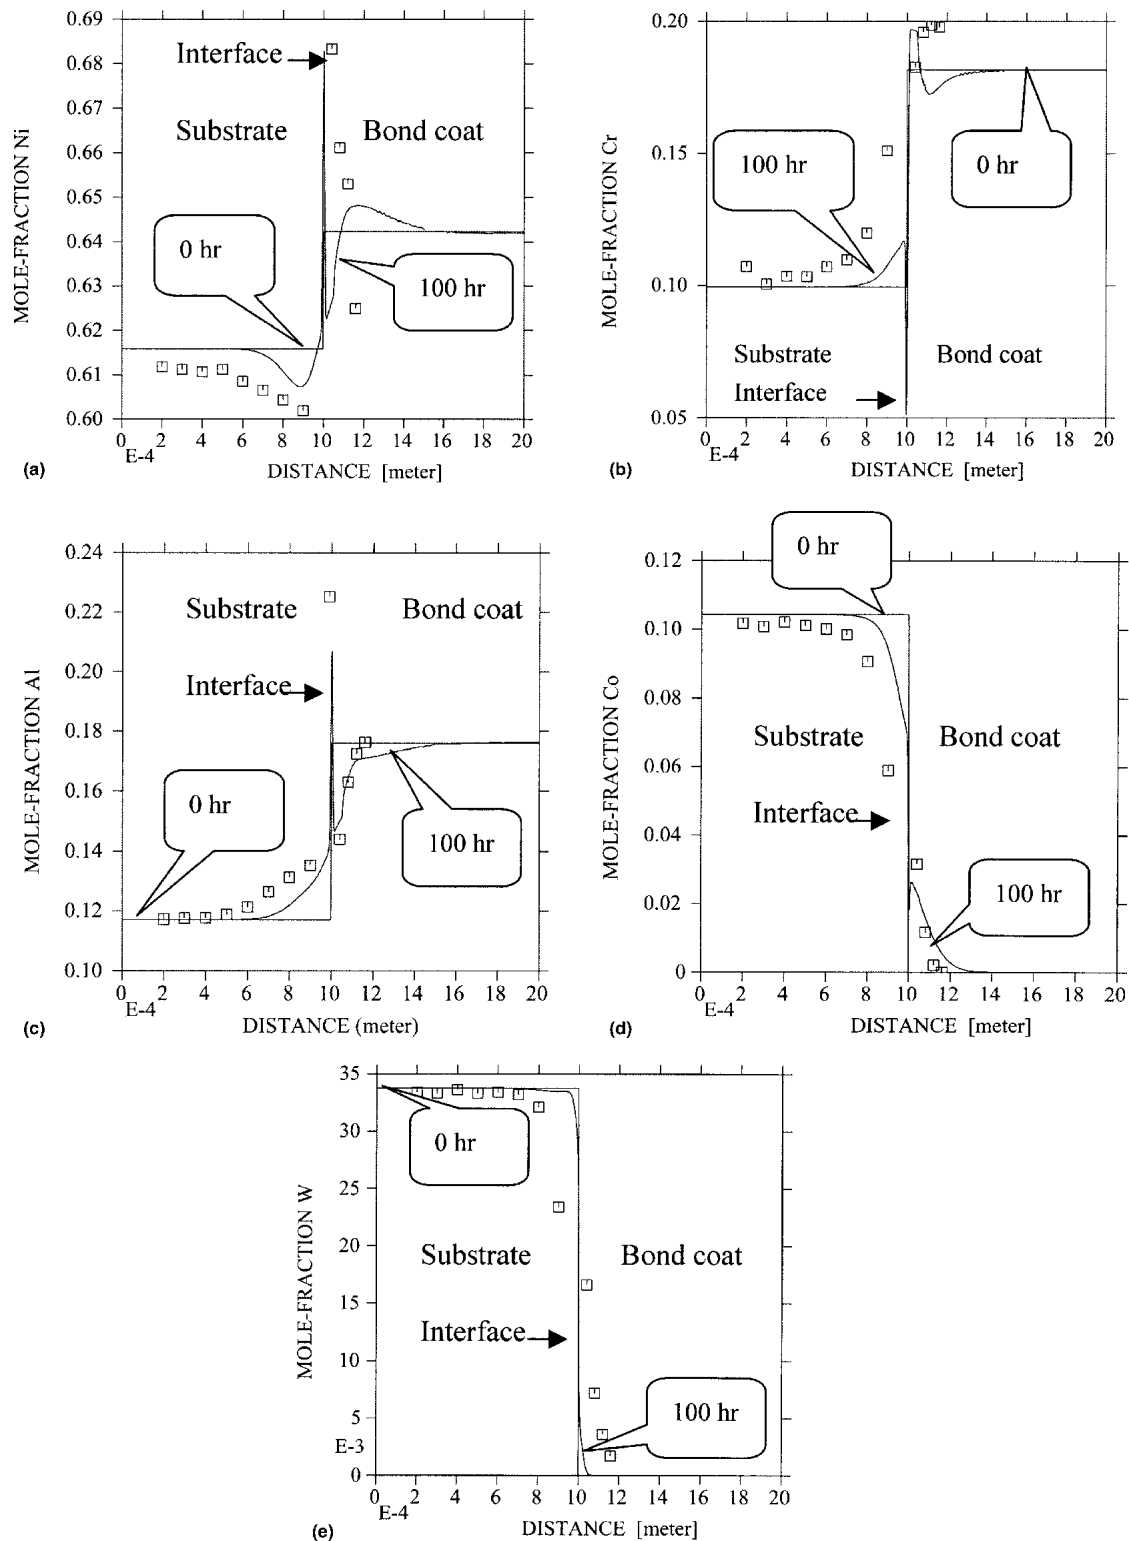 MOLE-FRACTION Ni
0.69
0.68
0.67
0.66
0.65
0.64
0.63
0.62
0.61
0.60
Interface
Substrate
Bond coat
0 hr
100 hr
0 2 4 6 8 10 12 14 16 18 20
E-4
DISTANCE [meter]
(a)
MOLE-FRACTION Cr
0.20
0.15
0.10
0.05
100 hr
0 hr
Substrate
Bond coat
Interface
0 2 4 6 8 10 12 14 16 18 20
E-4
DISTANCE [meter]
(b)
MOLE-FRACTION Al
0.24
0.22
0.20
0.18
0.16
0.14
0.12
0.10
Substrate
Bond coat
Interface
0 hr
100 hr
0 2 4 6 8 10 12 14 16 18 20
E-4
DISTANCE (meter)
(c)
MOLE-FRACTION Co
0.12
0.10
0.08
0.06
0.04
0.02
0
0 hr
Substrate
Bond coat
Interface
100 hr
0 2 4 6 8 10 12 14 16 18 20
E-4
DISTANCE [meter]
(d)
MOLE-FRACTION W
35
30
25
20
15
10
5
E-3
0
0 hr
Substrate
Bond coat
Interface
100 hr
0 2 4 6 8 10 12 14 16 18 20
E-4
DISTANCE [meter]
(e)